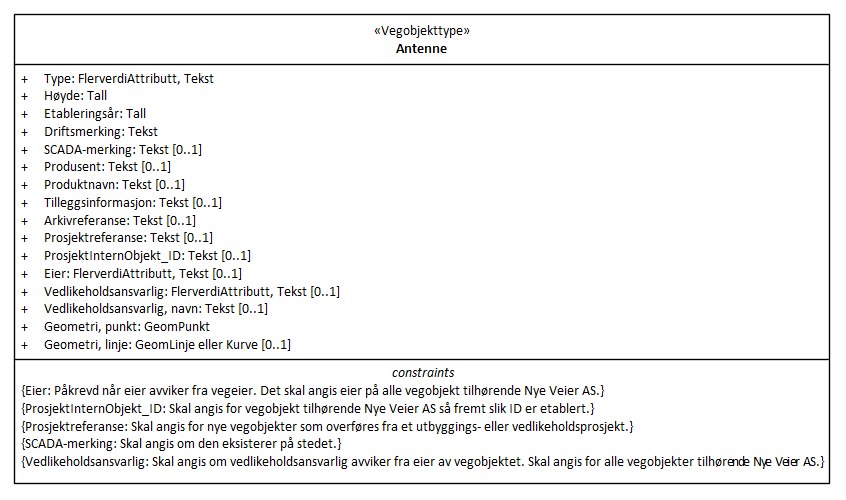 «Vegobjekttype»
Antenne
+ Type: FlerverdiAttributt, Tekst
+ Høyde: Tall
+ Etableringsår: Tall
+ Driftsmerking: Tekst
+ SCADA-merking: Tekst [0..1]
+ Produsent: Tekst [0..1]
+ Produktnavn: Tekst [0..1]
+ Tilleggsinformasjon: Tekst [0..1]
+ Arkivreferanse: Tekst [0..1]
+ Prosjektreferanse: Tekst [0..1]
+ ProsjektInternObjekt_ID: Tekst [0..1]
+ Eier: FlerverdiAttributt, Tekst [0..1]
+ Vedlikeholdsansvarlig: FlerverdiAttributt, Tekst [0..1]
+ Vedlikeholdsansvarlig, navn: Tekst [0..1]
+ Geometri, punkt: GeomPunkt
+ Geometri, linje: GeomLinje eller Kurve [0..1]
constraints
{Eier: Påkrevd når eier avviker fra vegeier. Det skal angis eier på alle vegobjekt tilhørende Nye Veier AS.}
{ProsjektInternObjekt_ID: Skal angis for vegobjekt tilhørende Nye Veier AS så fremt slik ID er etablert.}
{Prosjektreferanse: Skal angis for nye vegobjekter som overføres fra et utbyggings- eller vedlikeholdsprosjekt.}
{SCADA-merking: Skal angis om den eksisterer på stedet.}
{Vedlikeholdsansvarlig: Skal angis om vedlikeholdsansvarlig avviker fra eier av vegobjektet. Skal angis for alle vegobjekter tilhørende Nye Veier AS.}